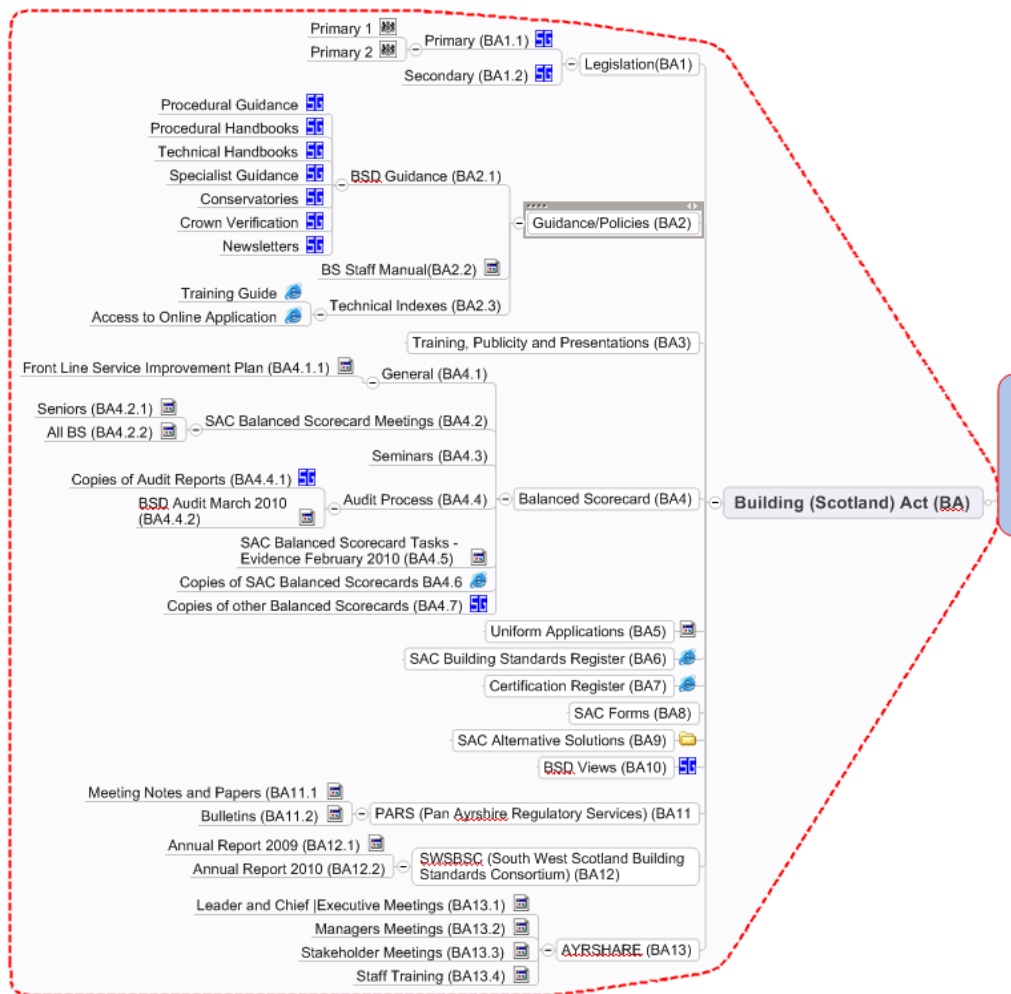 Primary 1
Primary 2
Primary (BA1.1)
Secondary (BA1.2)
Legislation(BA1)
Procedural Guidance
Procedural Handbooks
Technical Handbooks
Specialist Guidance
Conservatories
Crown Verification
Newsletters
BSD Guidance (BA2.1)
BS Staff Manual(BA2.2)
Training Guide
Access to Online Application
Technical Indexes (BA2.3)
Guidance/Policies (BA2)
Training, Publicity and Presentations (BA3)
Front Line Service Improvement Plan (BA4.1.1)
General (BA4.1)
Seniors (BA4.2.1)
All BS (BA4.2.2)
SAC Balanced Scorecard Meetings (BA4.2)
Seminars (BA4.3)
Copies of Audit Reports (BA4.4.1)
BSD Audit March 2010
(BA4.4.2)
Audit Process (BA4.4)
SAC Balanced Scorecard Tasks -
Evidence February 2010 (BA4.5)
Copies of SAC Balanced Scorecards BA4.6
Copies of other Balanced Scorecards (BA4.7)
Balanced Scorecard (BA4)
Building (Scotland) Act (BA)
Uniform Applications (BA5)
SAC Building Standards Register (BA6)
Certification Register (BA7)
SAC Forms (BA8)
SAC Alternative Solutions (BA9)
BSD Views (BA10)
Meeting Notes and Papers (BA11.1
Bulletins (BA11.2)
PARS (Pan Ayrshire Regulatory Services) (BA11
Annual Report 2009 (BA12.1)
Annual Report 2010 (BA12.2)
SWSBSC (South West Scotland Building
Standards Consortium) (BA12)
Leader and Chief |Executive Meetings (BA13.1)
Managers Meetings (BA13.2)
Stakeholder Meetings (BA13.3)
Staff Training (BA13.4)
AYRSHARE (BA13)